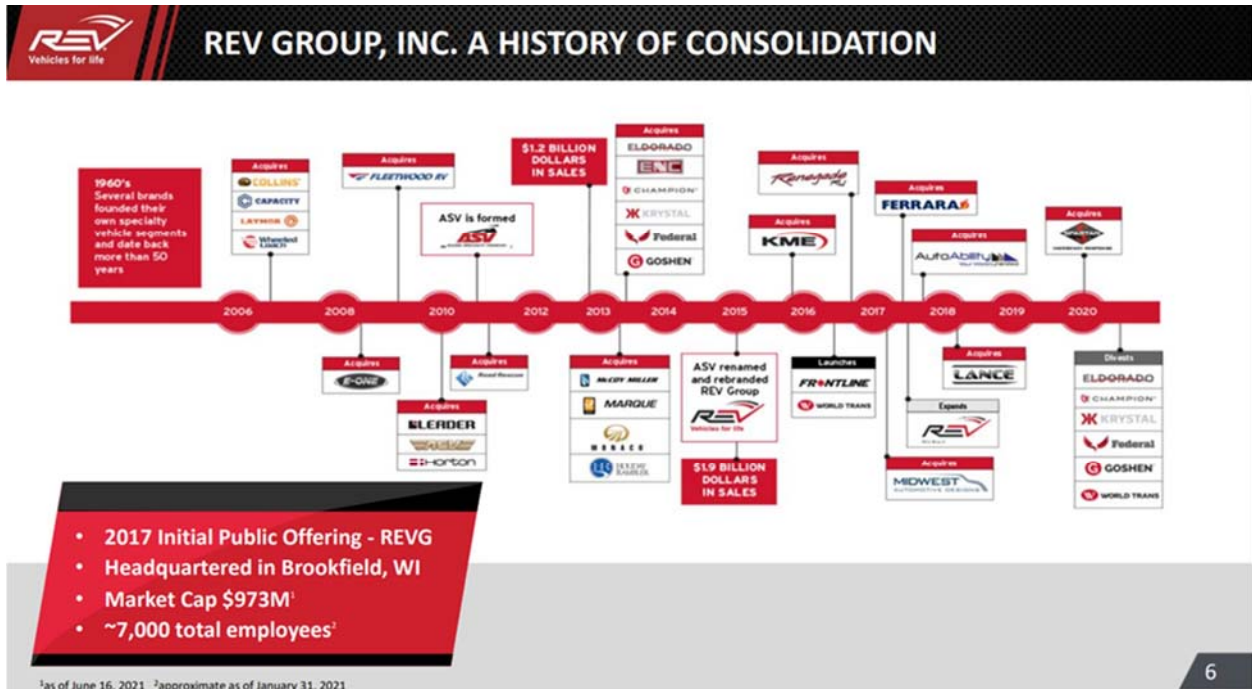 REV
Vehicles for life
REV GROUP, INC. A HISTORY OF CONSOLIDATION
1960's
Several brands
founded their
own specialty
vehicle segments
and date back
more than 50
years
Acquires
COLLINS
CAPACITY
LAYMOR
Wheeled
Coach
Acquires
FLEETWOOD RV
ASV is formed
ASV
$1.2 BILLION
DOLLARS
IN SALES
Acquires
ELDORADO
ENC
CHAMPION
KRYSTAL
Federal
GOSHEN
Acquires
KME
Acquires
Renegade
Acquires
FERRARA
Acquires
AutoAbility
Acquires
SPARTAN
2006
2008
2010
2012
2013
2014
2015
2016
2017
2018
2019
2020
Acquires
E-ONE
Acquires
LEADER
Horton
Acquires
Road Rescue
Acquires
McCOY MILLER
MARQUE
MONACO
HOLIDAY
RAMBLER
ASV renamed
and rebranded
REV Group
REV
Vehicles for life
$1.9 BILLION
DOLLARS
IN SALES
Launches
FRONTLINE
WORLD TRANS
Expands
REV
Acquires
MIDWEST
AUTOMOTIVE DESIGNS
Acquires
LANCE
Divests
ELDORADO
CHAMPION
KRYSTAL
Federal
GOSHEN
WORLD TRANS
• 2017 Initial Public Offering - REVG
• Headquartered in Brookfield, WI
• Market Cap $973M¹
• ~7,000 total employees²
¹as of June 16, 2021 ²approximate as of January 31, 2021
6